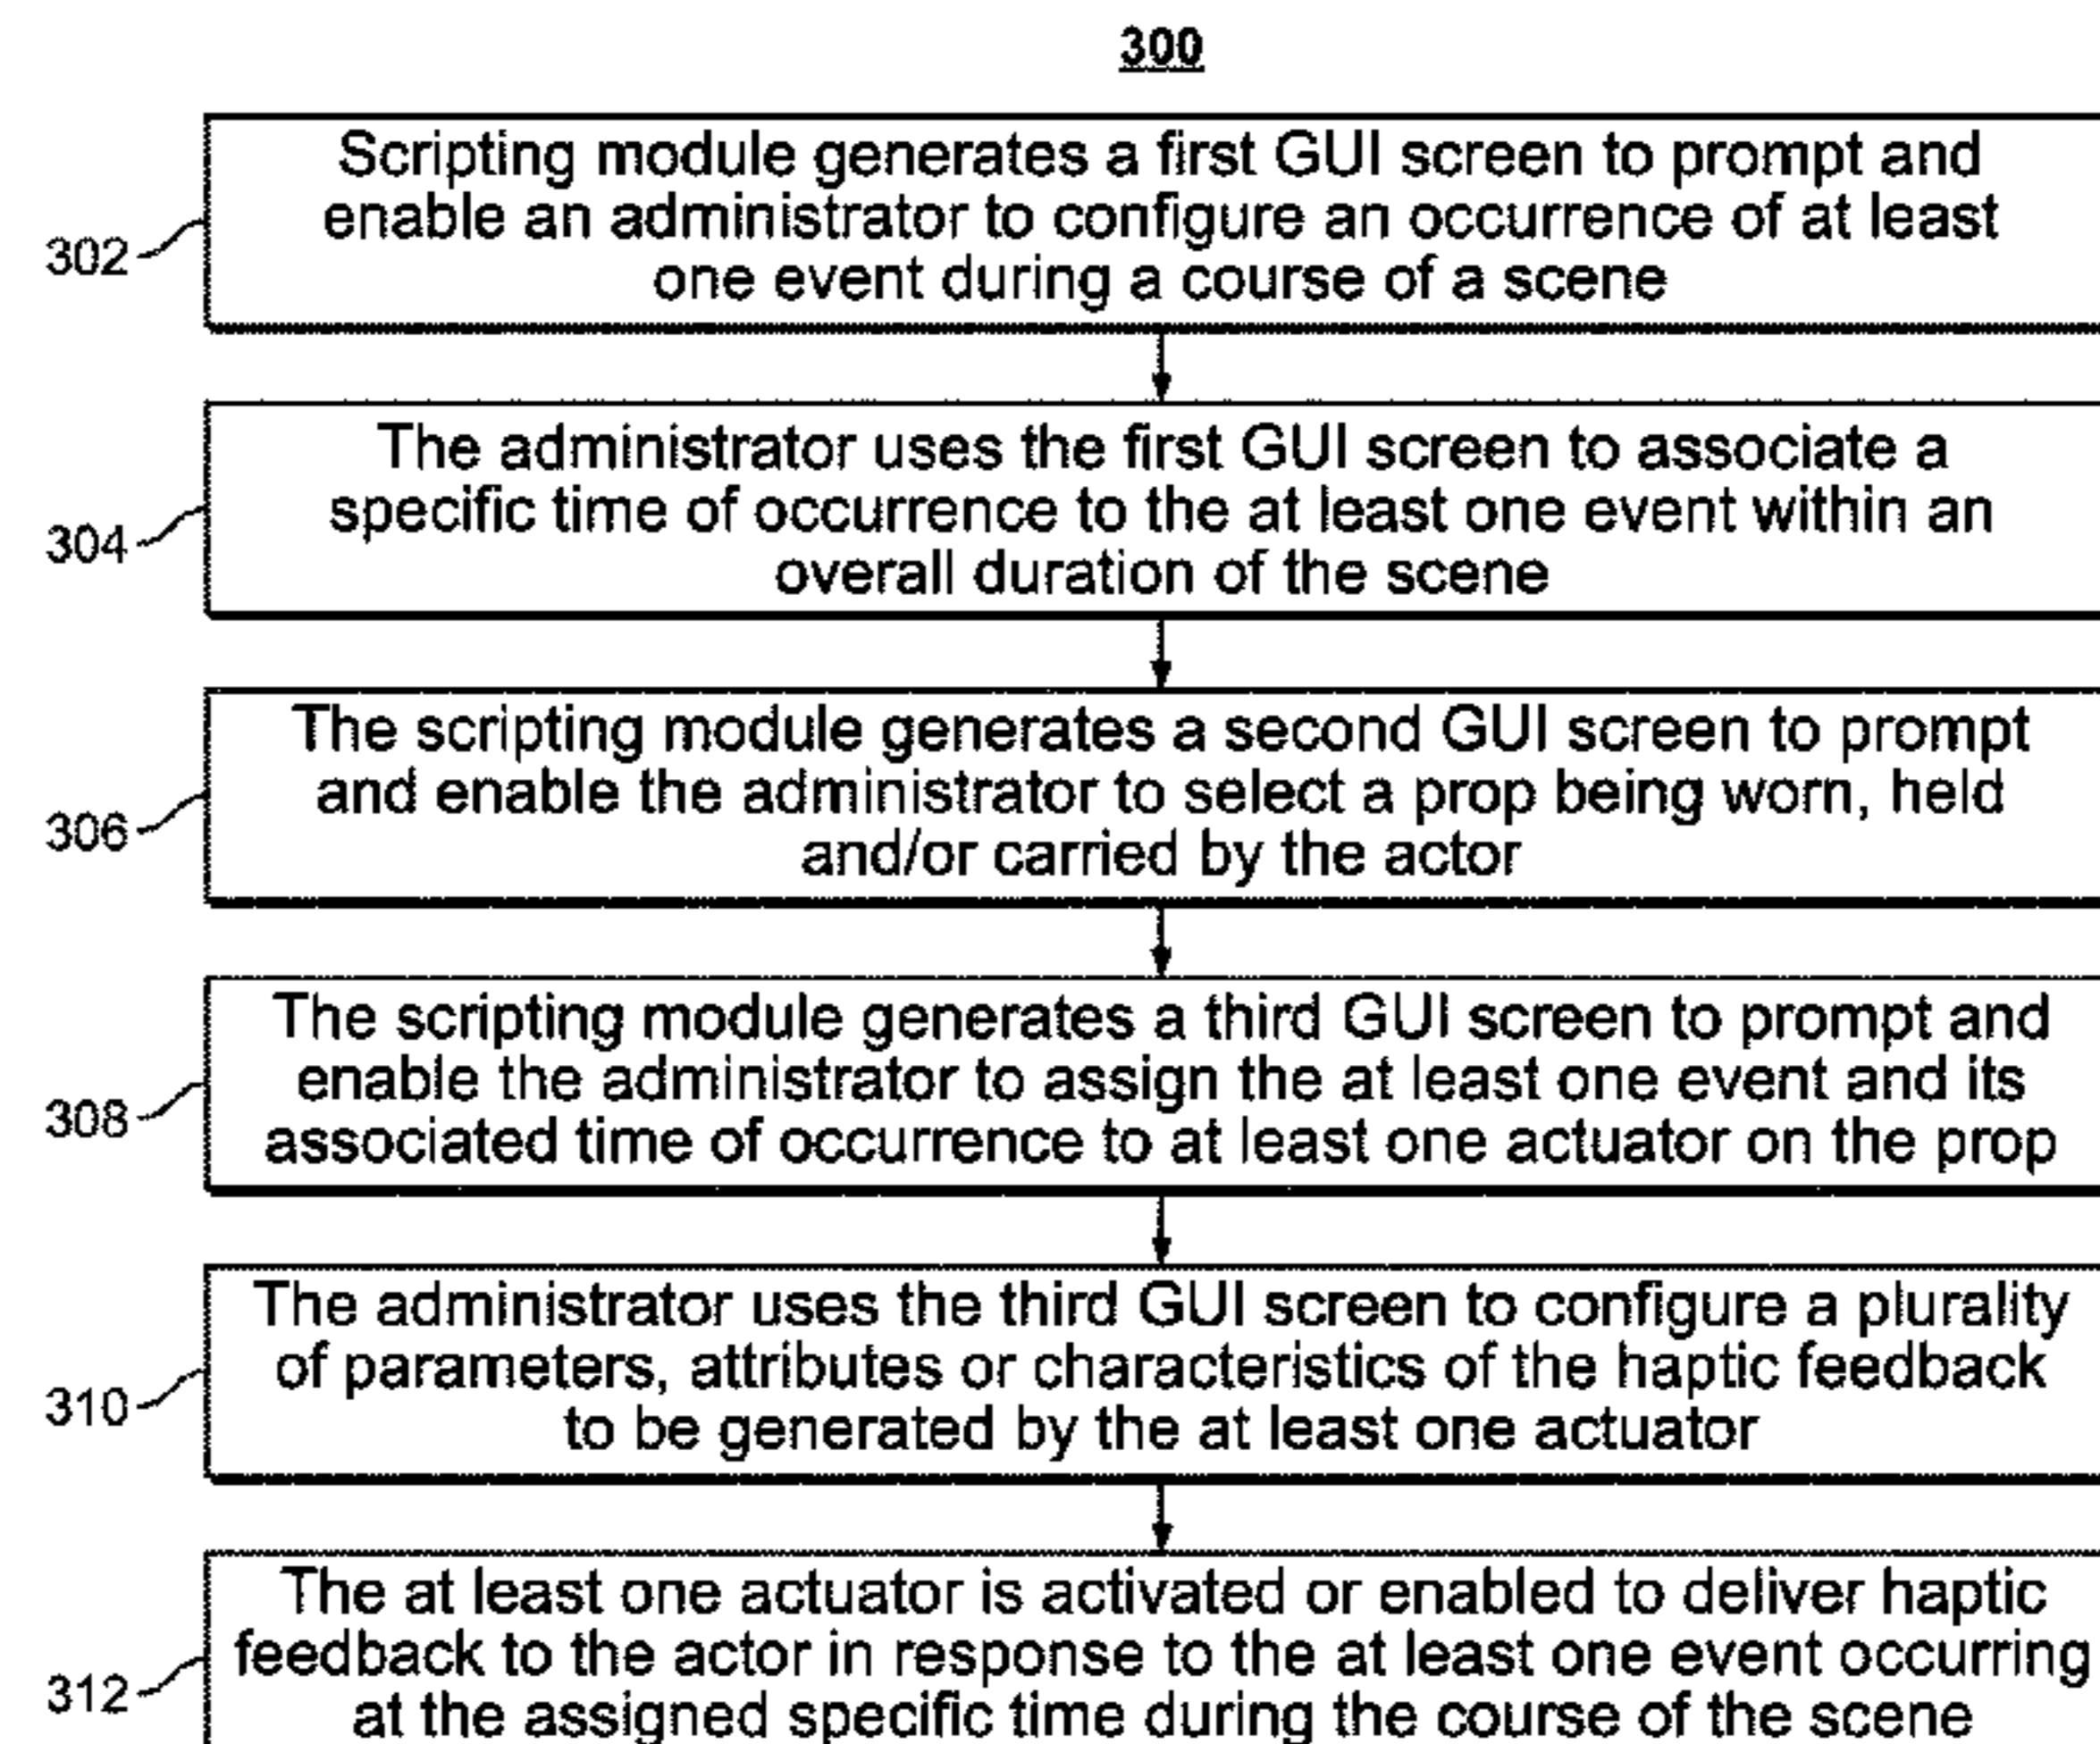 300
Scripting module generates a first GUI screen to prompt and
enable an administrator to configure an occurrence of at least
one event during a course of a scene
302
The administrator uses the first GUI screen to associate a
specific time of occurrence to the at least one event within an
overall duration of the scene
304
The scripting module generates a second GUI screen to prompt
and enable the administrator to select a prop being worn, held
and/or carried by the actor
306
The scripting module generates a third GUI screen to prompt and
enable the administrator to assign the at least one event and its
associated time of occurrence to at least one actuator on the prop
308
The administrator uses the third GUI screen to configure a plurality
of parameters, attributes or characteristics of the haptic feedback
to be generated by the at least one actuator
310
The at least one actuator is activated or enabled to deliver haptic
feedback to the actor in response to the at least one event occurring
at the assigned specific time during the course of the scene
312